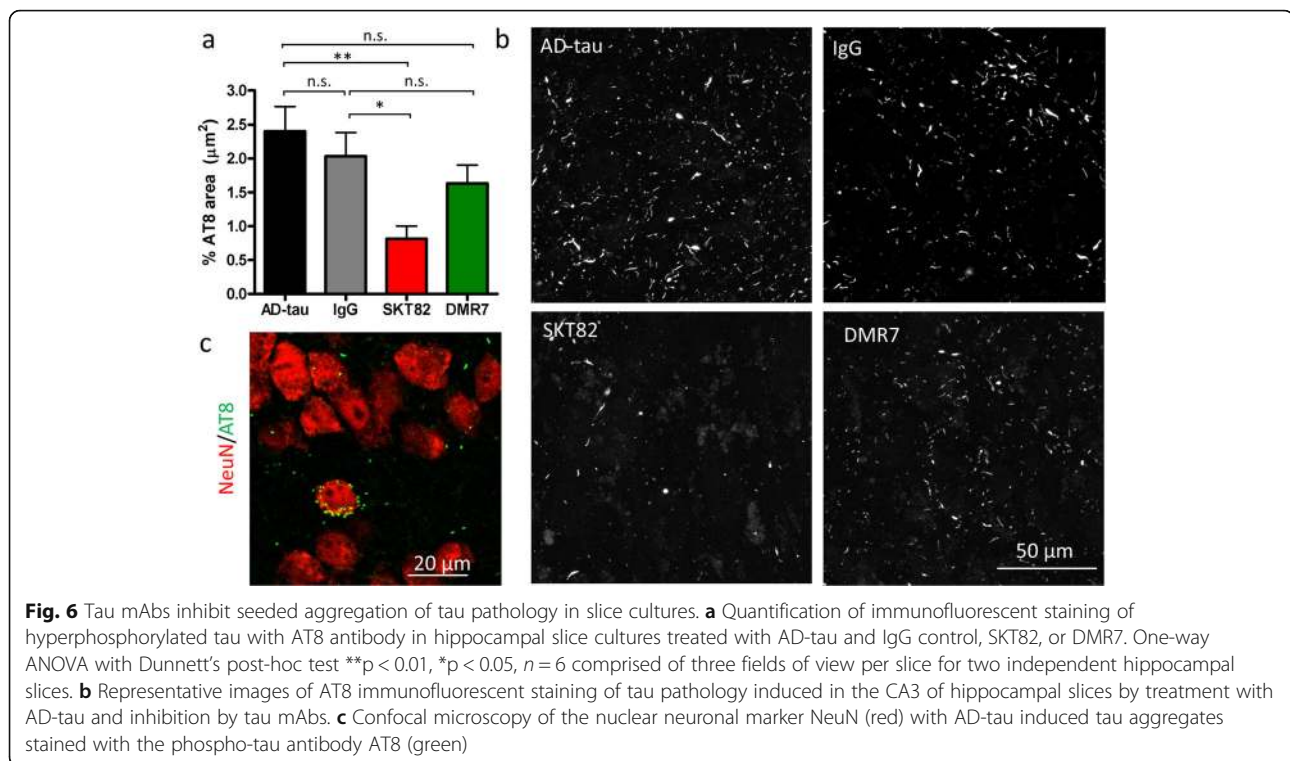 a
n.s.
**
n.s.
n.s.
*
3.0
2.5
2.0
1.5
1.0
0.5
0.0
% AT8 area (µm²)
AD-tau IgG SKT82 DMR7
b
AD-tau
IgG
SKT82
DMR7
50 µm
c
NeuN/AT8
20 µm
Fig. 6 Tau mAbs inhibit seeded aggregation of tau pathology in slice cultures. a Quantification of immunofluorescent staining of
hyperphosphorylated tau with AT8 antibody in hippocampal slice cultures treated with AD-tau and IgG control, SKT82, or DMR7. One-way
ANOVA with Dunnett's post-hoc test **p < 0.01, *p < 0.05, n = 6 comprised of three fields of view per slice for two independent hippocampal
slices. b Representative images of AT8 immunofluorescent staining of tau pathology induced in the CA3 of hippocampal slices by treatment with
AD-tau and inhibition by tau mAbs. c Confocal microscopy of the nuclear neuronal marker NeuN (red) with AD-tau induced tau aggregates
stained with the phospho-tau antibody AT8 (green)